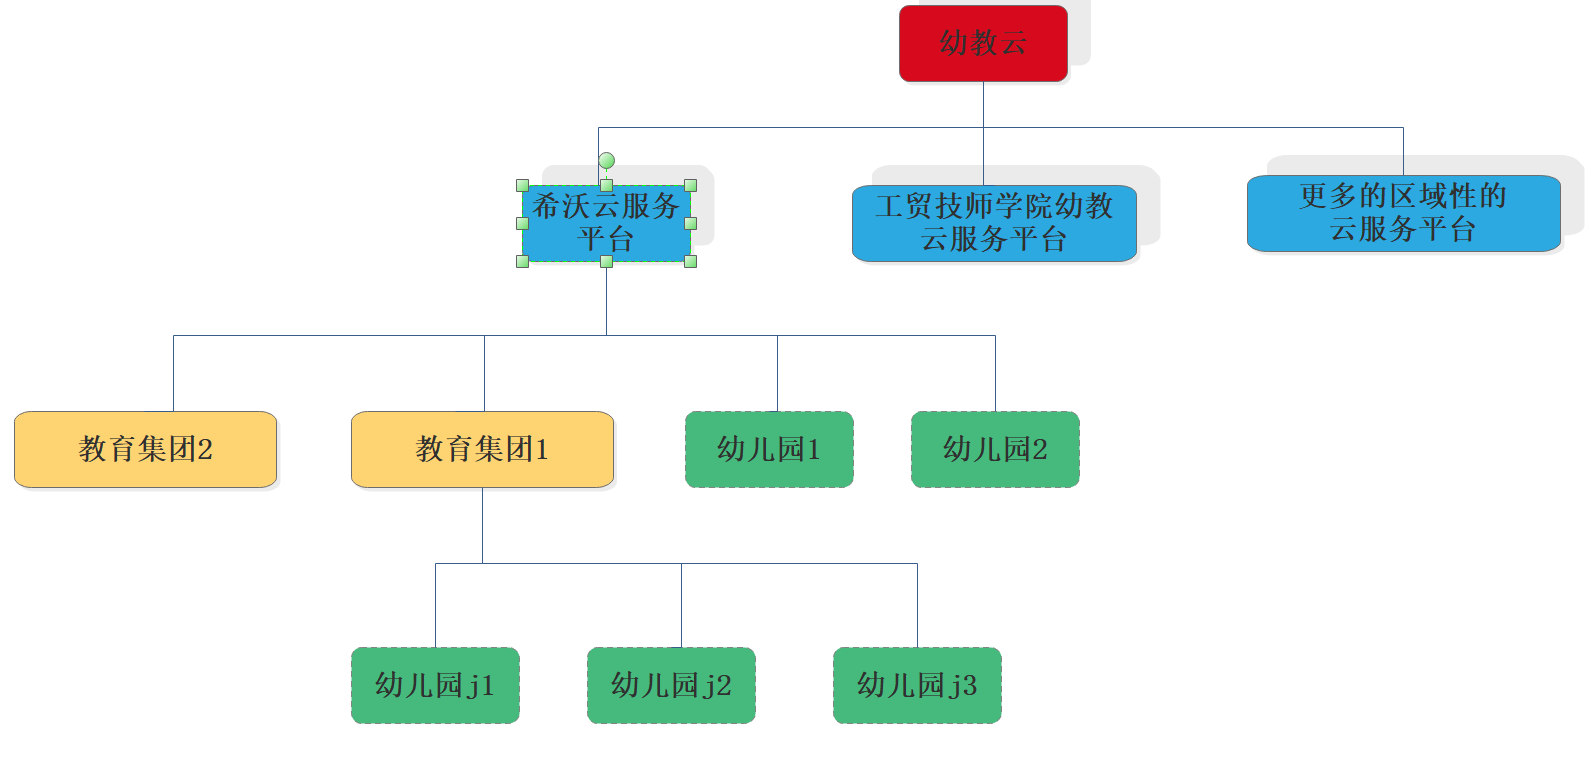 幼教云
希沃云服务
平台
工贸技师学院幼教
云服务平台
更多的区域性的
云服务平台
教育集团2
教育集团1
幼儿园1
幼儿园2
幼儿园j1
幼儿园j2
幼儿园j3